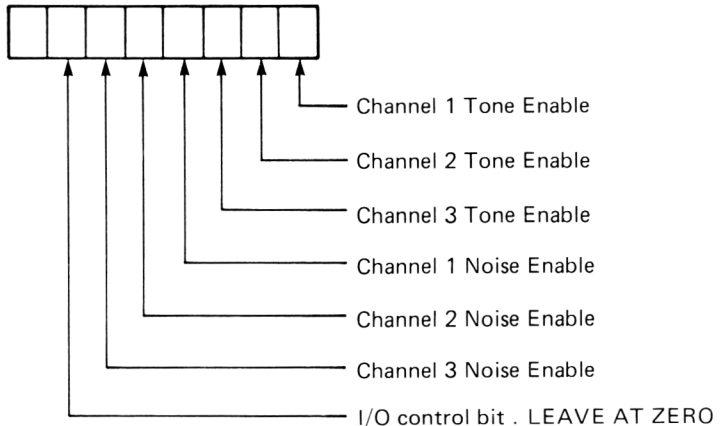 Channel 1 Tone Enable
Channel 2 Tone Enable
Channel 3 Tone Enable
Channel 1 Noise Enable
Channel 2 Noise Enable
Channel 3 Noise Enable
I/O control bit . LEAVE AT ZERO